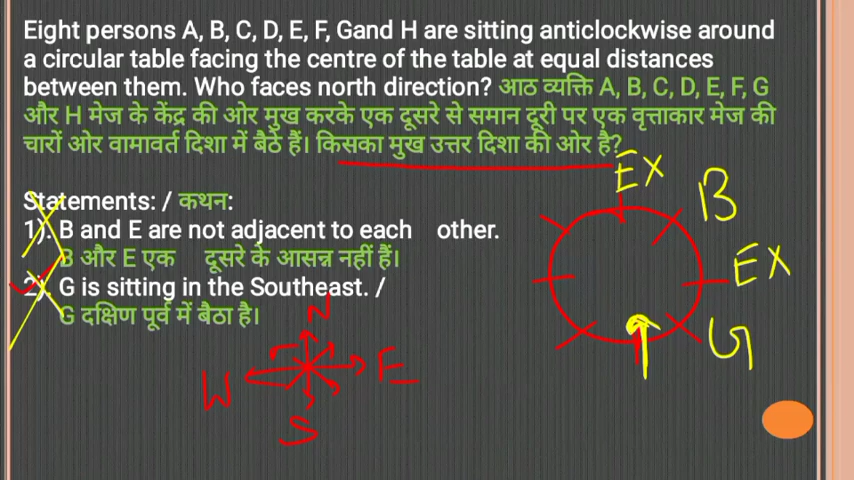 Eight persons A, B, C, D, E, F, Gand H are sitting anticlockwise around
a circular table facing the centre of the table at equal distances
between them. Who faces north direction? आठ व्यक्ति A, B, C, D, E, F, G
और H मेज के केंद्र की ओर मुख करके एक दूसरे से समान दूरी पर एक वृत्ताकार मेज की
चारों ओर वामावर्त दिशा में बैठे हैं। किसका मुख उत्तर दिशा की ओर है?
Statements: / कथन:
1). B and E are not adjacent to each other.
B और E एक दूसरे के आसन्न नहीं हैं।
2). G is sitting in the Southeast. /
G दक्षिण पूर्व में बैठा है।
E X
B
E X
G
N
W E
S